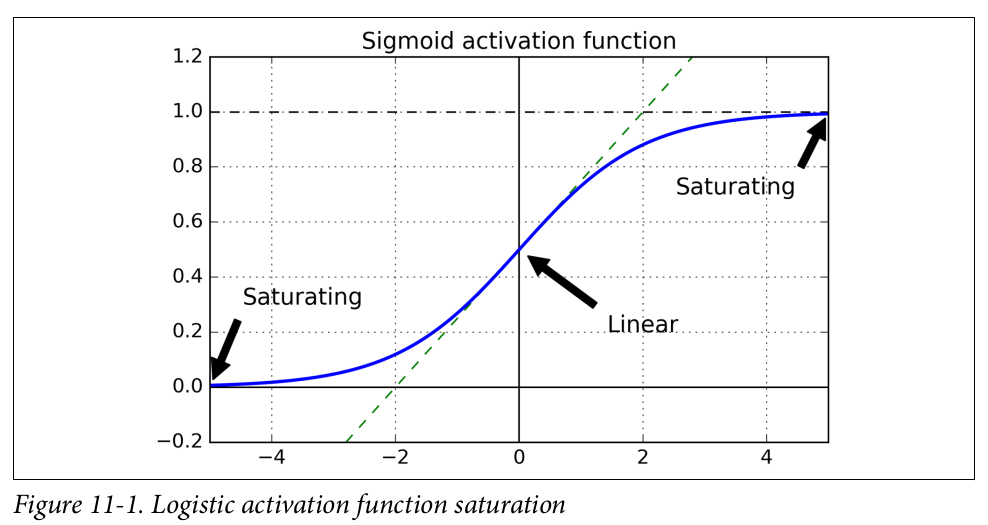 Sigmoid activation function
1.2
1.0
0.8
Saturating
0.6
0.4
Saturating
Linear
0.2
0.0
−0.2
−4 −2 0 2 4
Figure 11-1. Logistic activation function saturation